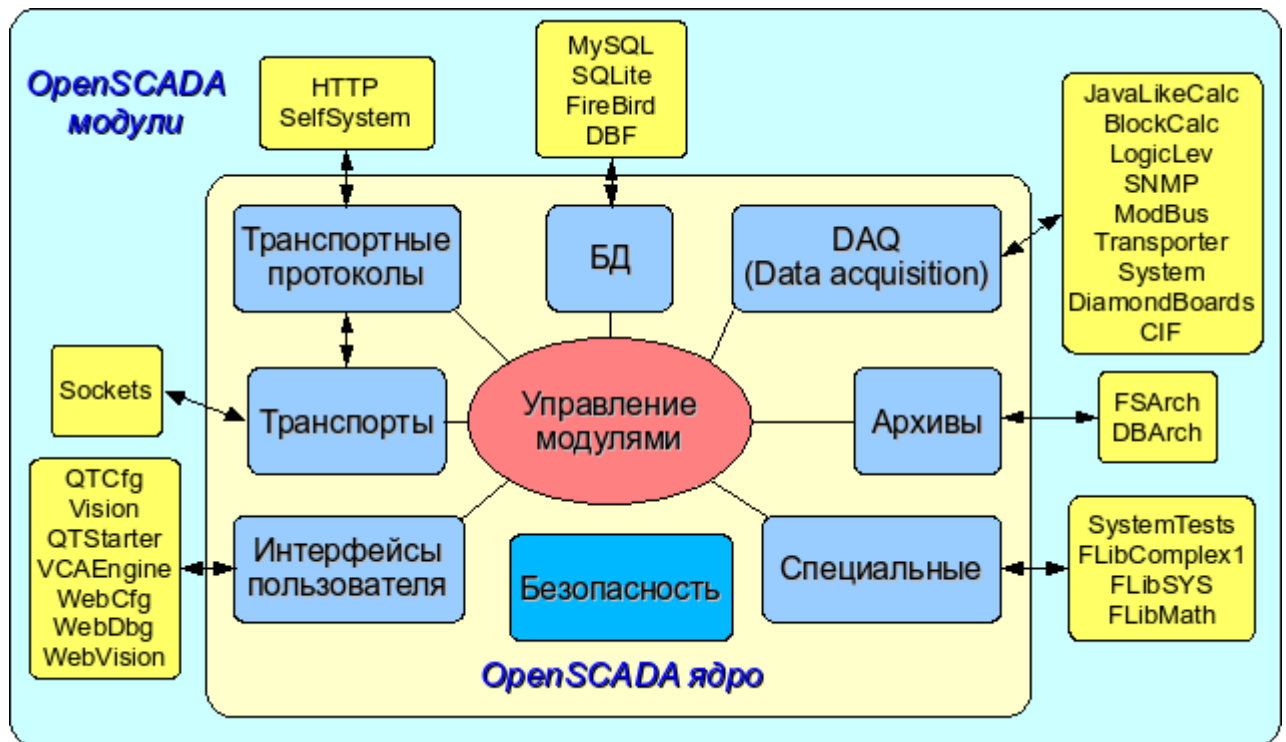 OpenSCADA
модули
HTTP
SelfSystem
MySQL
SQLite
FireBird
DBF
JavaLikeCalc
BlockCalc
LogicLev
SNMP
ModBus
Transporter
System
DiamondBoards
CIF
Транспортные
протоколы
БД
DAQ
(Data acquisition)
Sockets
Транспорты
Управление
модулями
Архивы
FSArch
DBArch
QTCfg
Vision
QTStarter
VCAEngine
WebCfg
WebDbg
WebVision
Интерфейсы
пользователя
Безопасность
Специальные
SystemTests
FLibComplex1
FLibSYS
FLibMath
OpenSCADA ядро